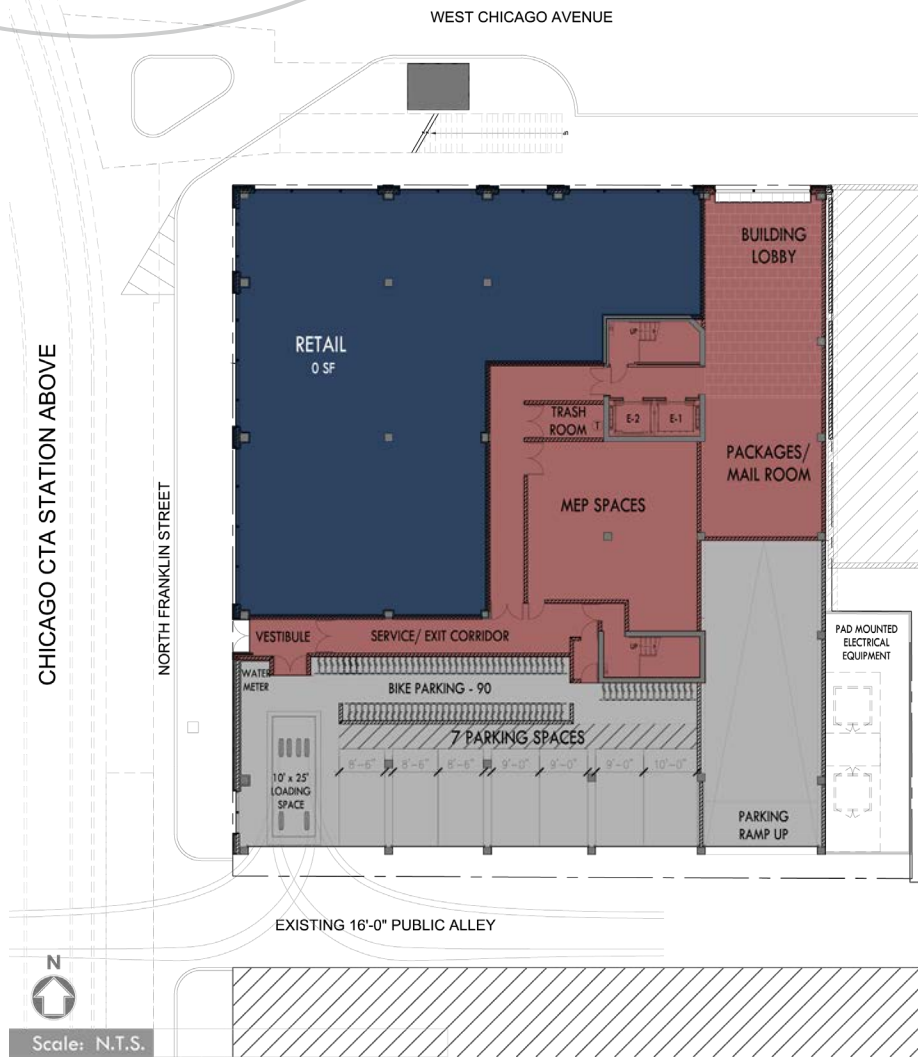 WEST CHICAGO AVENUE
BUILDING
LOBBY
RETAIL
0 SF
UP
TRASH
ROOM
T
E-2
E-1
PACKAGES/
MAIL ROOM
MEP SPACES
CHICAGO CTA STATION ABOVE
NORTH FRANKLIN STREET
VESTIBULE
SERVICE/ EXIT CORRIDOR
UP
PAD MOUNTED
ELECTRICAL
EQUIPMENT
WATER
METER
BIKE PARKING - 90
7 PARKING SPACES
8'-6"
8'-6"
8'-6"
9'-0"
9'-0"
9'-0"
10'-0"
10' x 25'
LOADING
SPACE
PARKING
RAMP UP
EXISTING 16'-0" PUBLIC ALLEY
N
Scale: N.T.S.